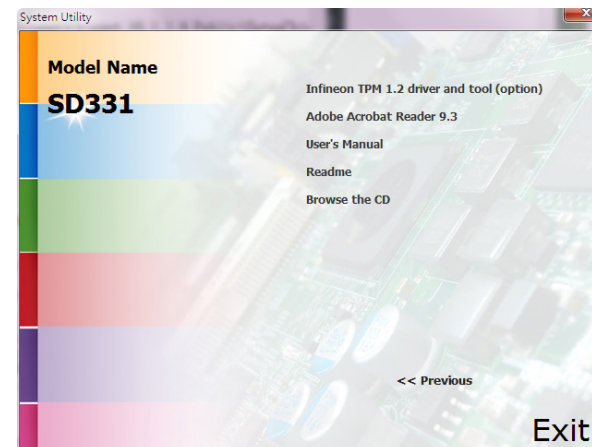 System Utility
Model Name
SD331
Infineon TPM 1.2 driver and tool (option)
Adobe Acrobat Reader 9.3
User's Manual
Readme
Browse the CD
<< Previous
Exit